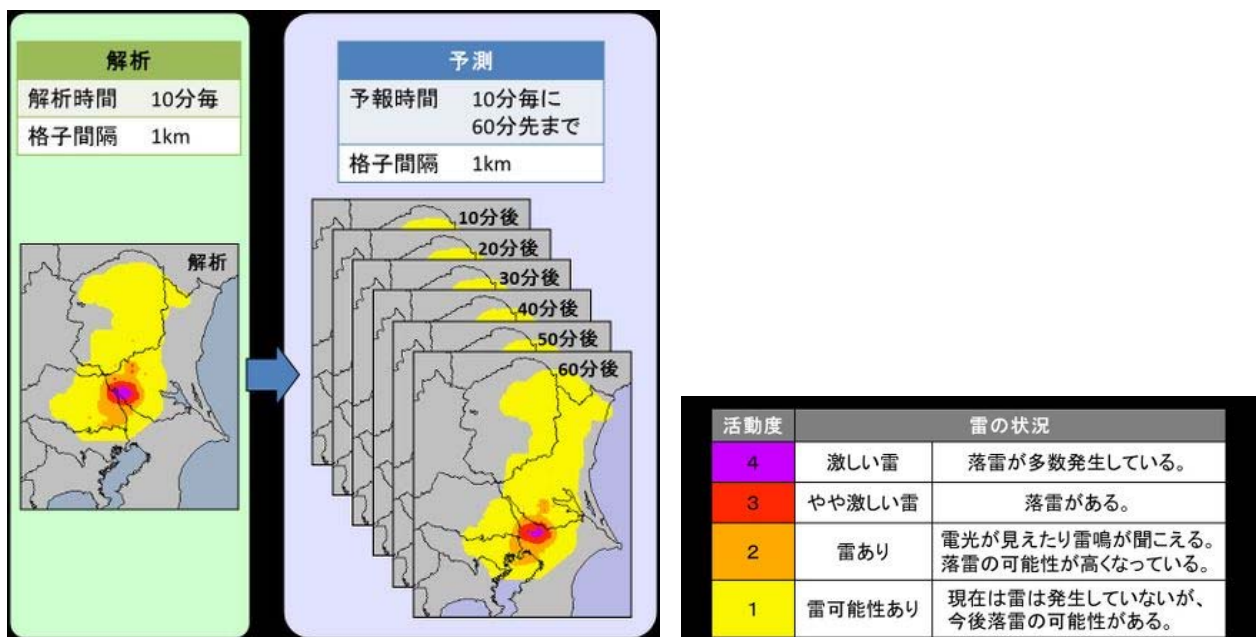 解析
解析時間 10分毎
格子間隔 1km
解析
予測
予報時間 10分毎に
60分先まで
格子間隔 1km
10分後
20分後
30分後
40分後
50分後
60分後
活動度 雷の状況
4 激しい雷 落雷が多数発生している。
3 やや激しい雷 落雷がある。
2 雷あり 電光が見えたり雷鳴が聞こえる。
落雷の可能性が高くなっている。
1 雷可能性あり 現在は雷は発生していないが、
今後落雷の可能性がある。